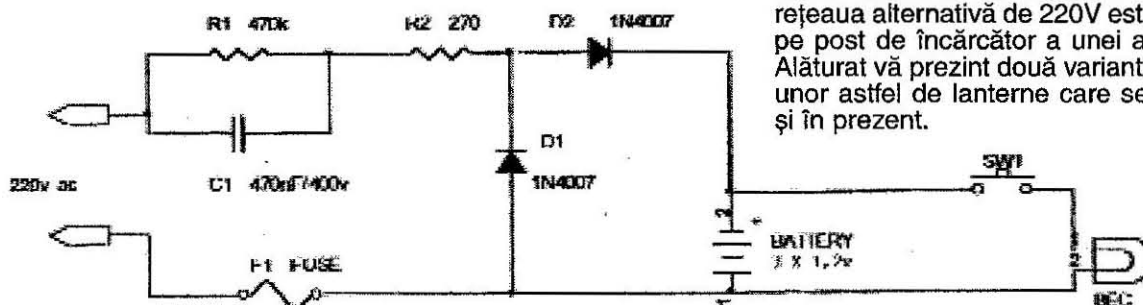 rețeaua alternativă de 220V est
pe post de încărcător a unei a
Alăturat vă prezint două variant
unor astfel de lanterne care se
și în prezent.
R1 470k
R2 270
D2 1N4007
D1
1N4007
220v ac
C1 470nF/400v
F1 FUSE
SW1
2 +
BATTERY
X 1,2v
1
BEC